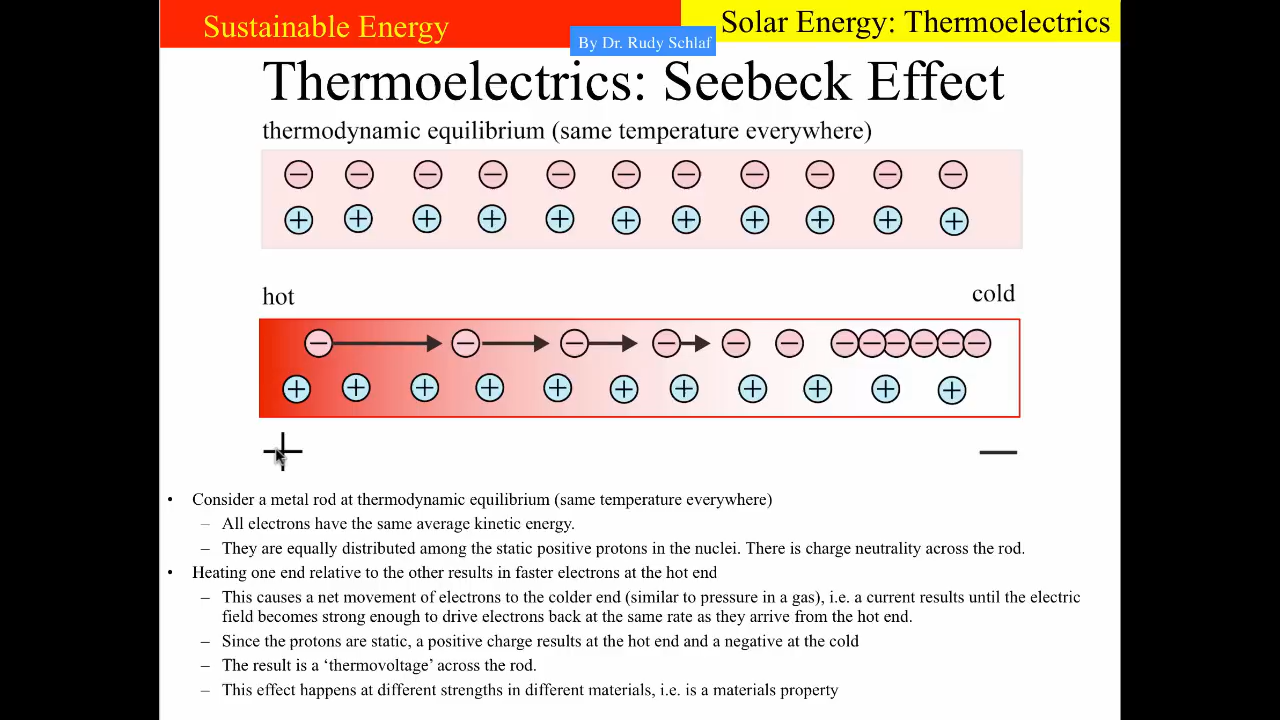 Sustainable Energy
Solar Energy: Thermoelectrics
By Dr. Rudy Schlaf
Thermoelectrics: Seebeck Effect
thermodynamic equilibrium (same temperature everywhere)
− − − − − − − − − − −
+ + + + + + + + + + +
hot
cold
− − − − − − − − − − − −
+ + + + + + + + + + +
+ —
• Consider a metal rod at thermodynamic equilibrium (same temperature everywhere)
– All electrons have the same average kinetic energy.
– They are equally distributed among the static positive protons in the nuclei. There is charge neutrality across the rod.
• Heating one end relative to the other results in faster electrons at the hot end
– This causes a net movement of electrons to the colder end (similar to pressure in a gas), i.e. a current results until the electric
field becomes strong enough to drive electrons back at the same rate as they arrive from the hot end.
– Since the protons are static, a positive charge results at the hot end and a negative at the cold
– The result is a ‘thermovoltage’ across the rod.
– This effect happens at different strengths in different materials, i.e. is a materials property